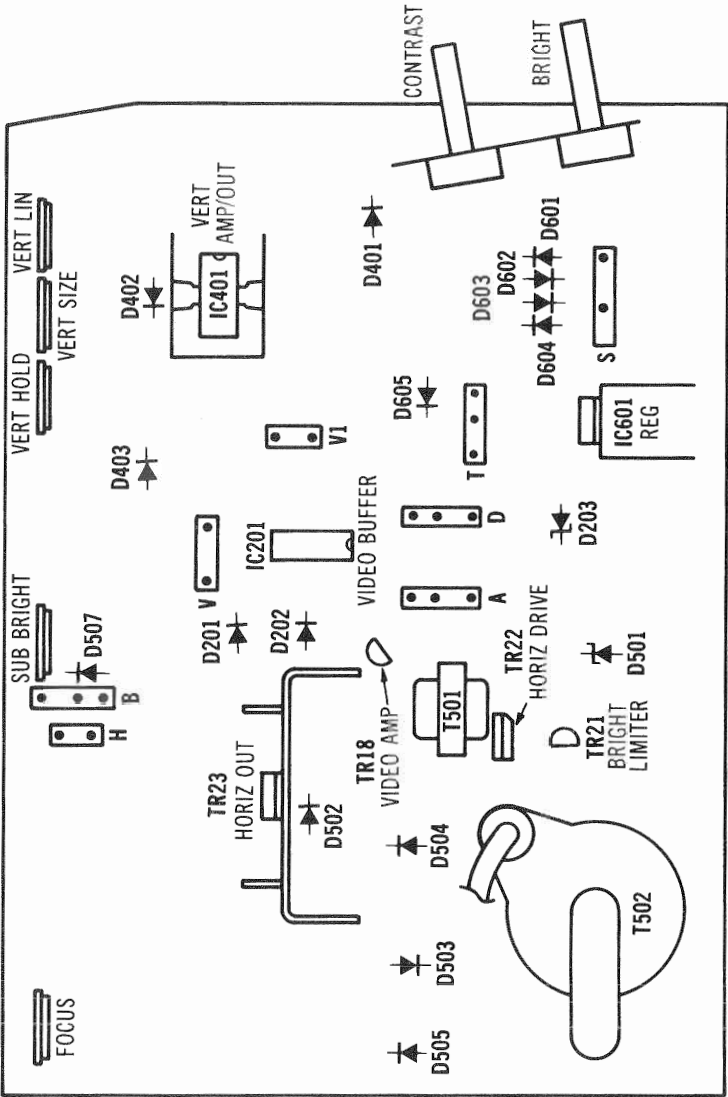 CONTRAST
BRIGHT
VERT LIN
VERT SIZE
VERT HOLD
D402
IC401
VERT
AMP/OUT
D401
D603
D602
D601
D604
S
D605
T
IC601
REG
V1
D403
V
IC201
VIDEO BUFFER
D
A
D203
SUB BRIGHT
D507
B
H
D201
D202
TR18
VIDEO AMP
T501
TR22
HORIZ DRIVE
D501
TR21
BRIGHT
LIMITER
TR23
HORIZ OUT
D502
D504
D503
D505
T502
FOCUS